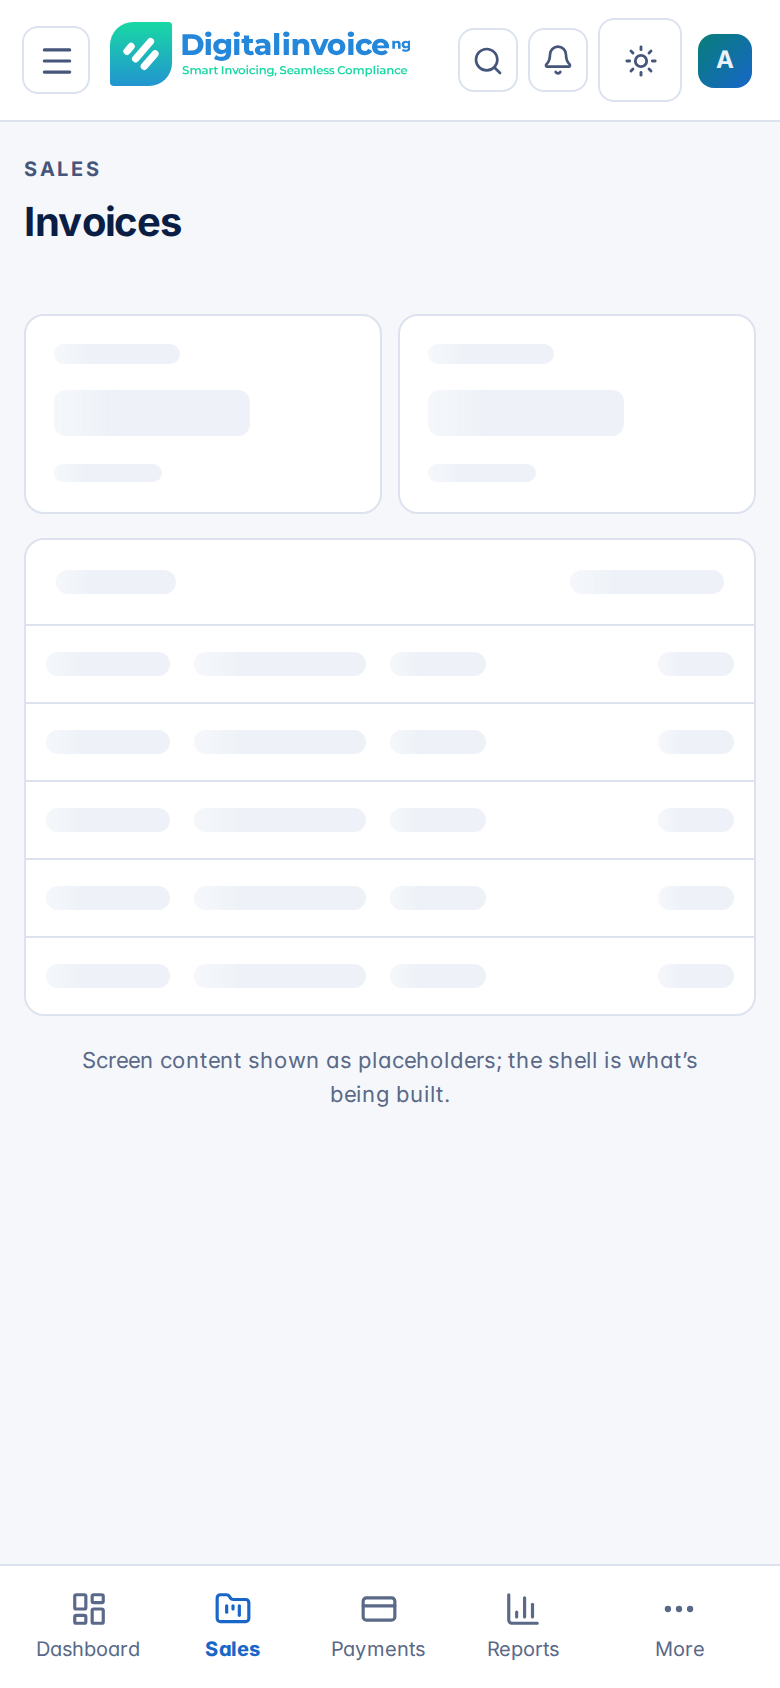 Digitalinvoice ng
Smart Invoicing, Seamless Compliance
A
SALES
Invoices
Screen content shown as placeholders; the shell is what’s
being built.
Dashboard
Sales
Payments
Reports
More